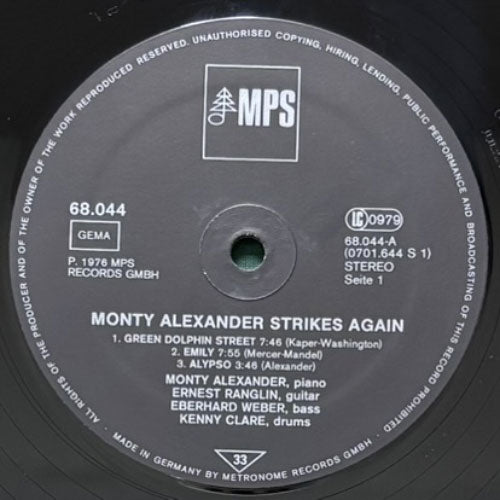 ALL RIGHTS OF THE PRODUCER AND OF THE OWNER OF THE WORK REPRODUCED RESERVED. UNAUTHORISED COPYING, HIRING, LENDING, PUBLIC PERFORMANCE AND BROADCASTING OF THIS RECORD PROHIBITED
MPS
68.044
GEMA
P. 1976 MPS
RECORDS GMBH
LC 0979
68.044-A
(0701.644 S 1)
STEREO
Seite 1
MONTY ALEXANDER STRIKES AGAIN
1. GREEN DOLPHIN STREET 7:46 (Kaper-Washington)
2. EMILY 7:55 (Mercer-Mandel)
3. ALYPSO 3:46 (Alexander)
MONTY ALEXANDER, piano
ERNEST RANGLIN, guitar
EBERHARD WEBER, bass
KENNY CLARE, drums
33
MADE IN GERMANY BY METRONOME RECORDS GMBH